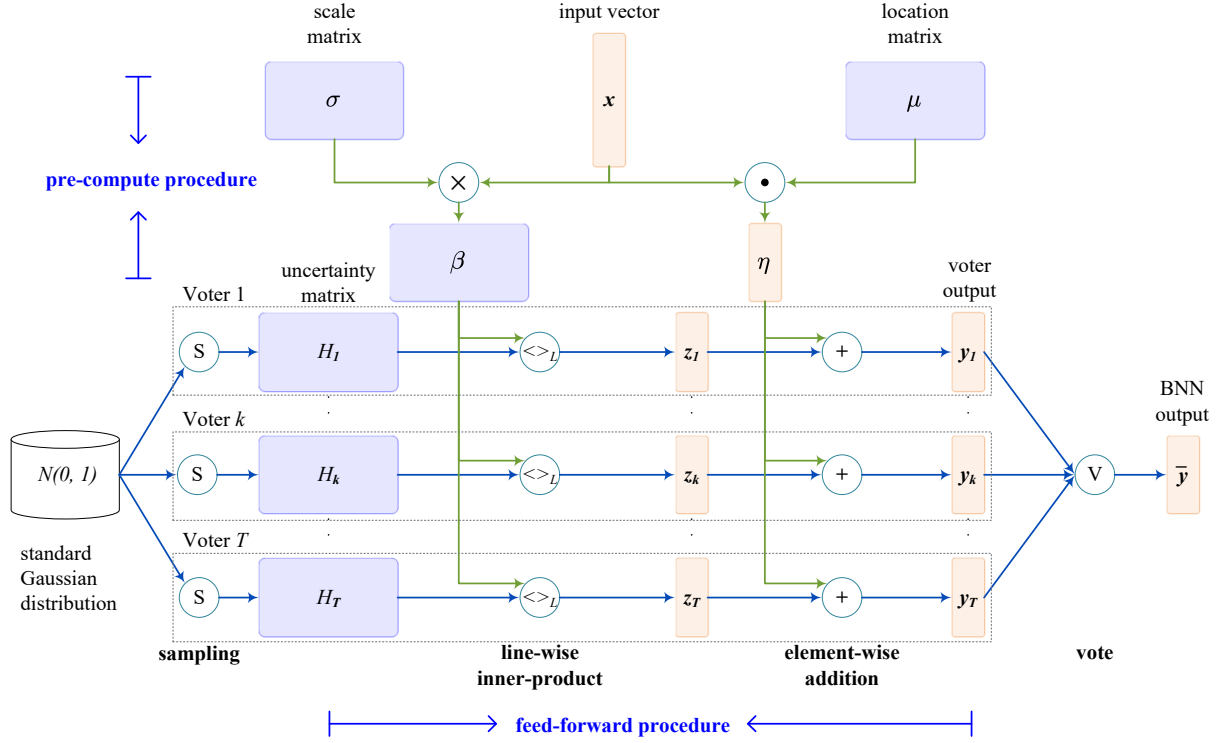 scale
matrix
input vector
location
matrix
σ
x
μ
pre-compute procedure
×
•
β
η
uncertainty
matrix
voter
output
Voter 1
S
H1
<>L
z1
+
y1
Voter k
BNN
output
N(0, 1)
S
Hk
<>L
zk
+
yk
V
ȳ
Voter T
standard
Gaussian
distribution
S
HT
<>L
zT
+
yT
sampling
line-wise
inner-product
element-wise
addition
vote
feed-forward procedure